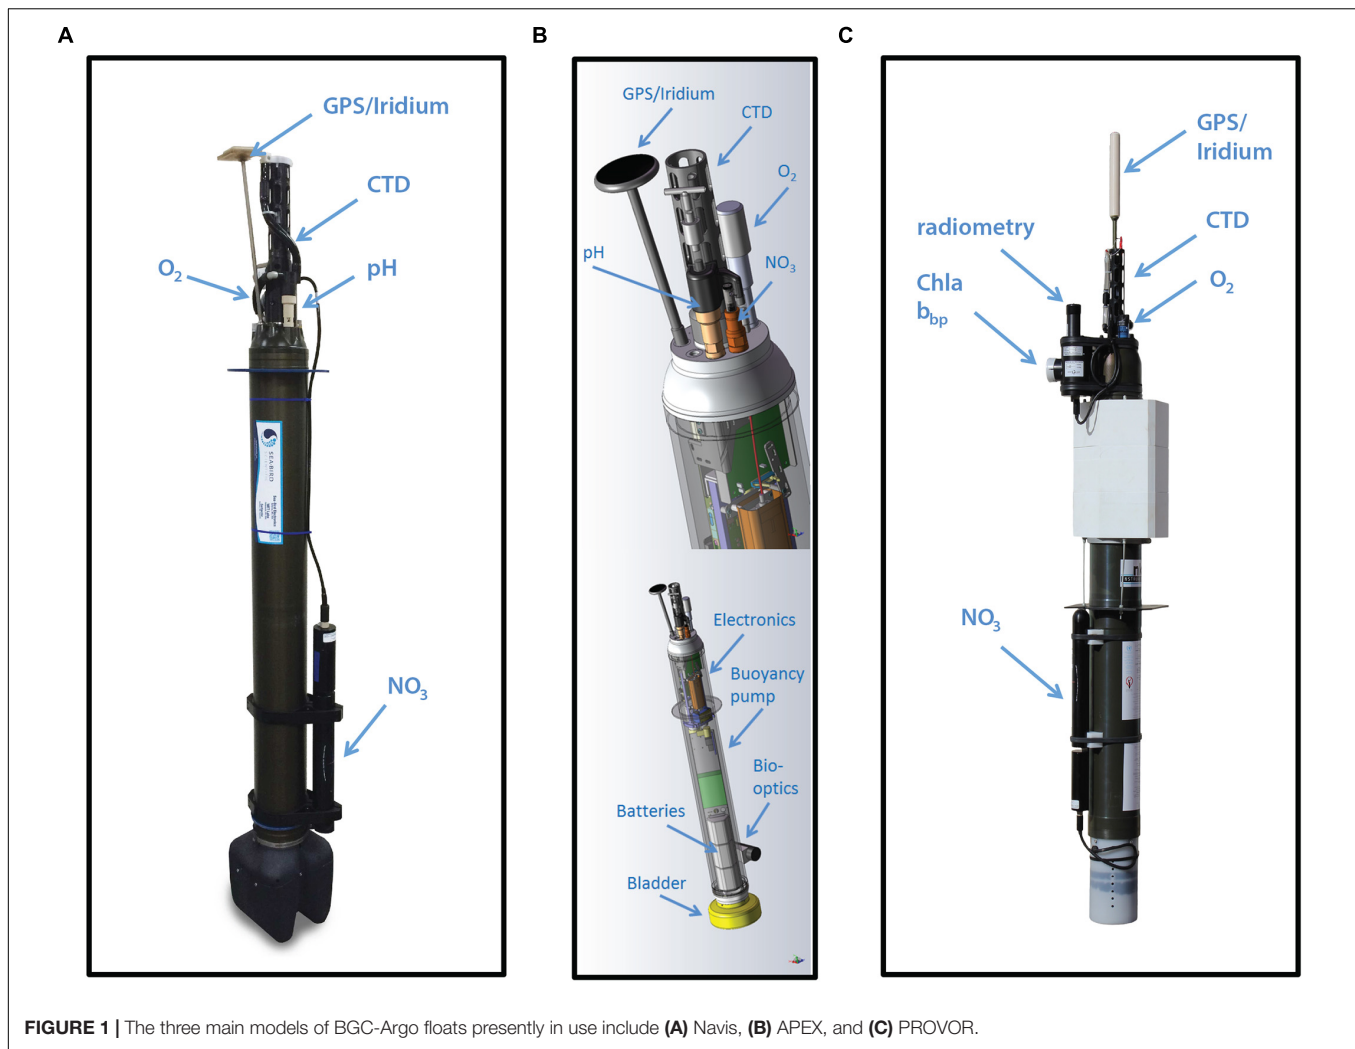 A
B
C
GPS/Iridium
CTD
O2
pH
SEA·BIRD
NO3
GPS/Iridium
CTD
O2
pH
NO3
Electronics
Buoyancy
pump
Bio-
optics
Batteries
Bladder
GPS/
Iridium
radiometry
CTD
Chla
bbp
O2
NO3
FIGURE 1 | The three main models of BGC-Argo floats presently in use include (A) Navis, (B) APEX, and (C) PROVOR.